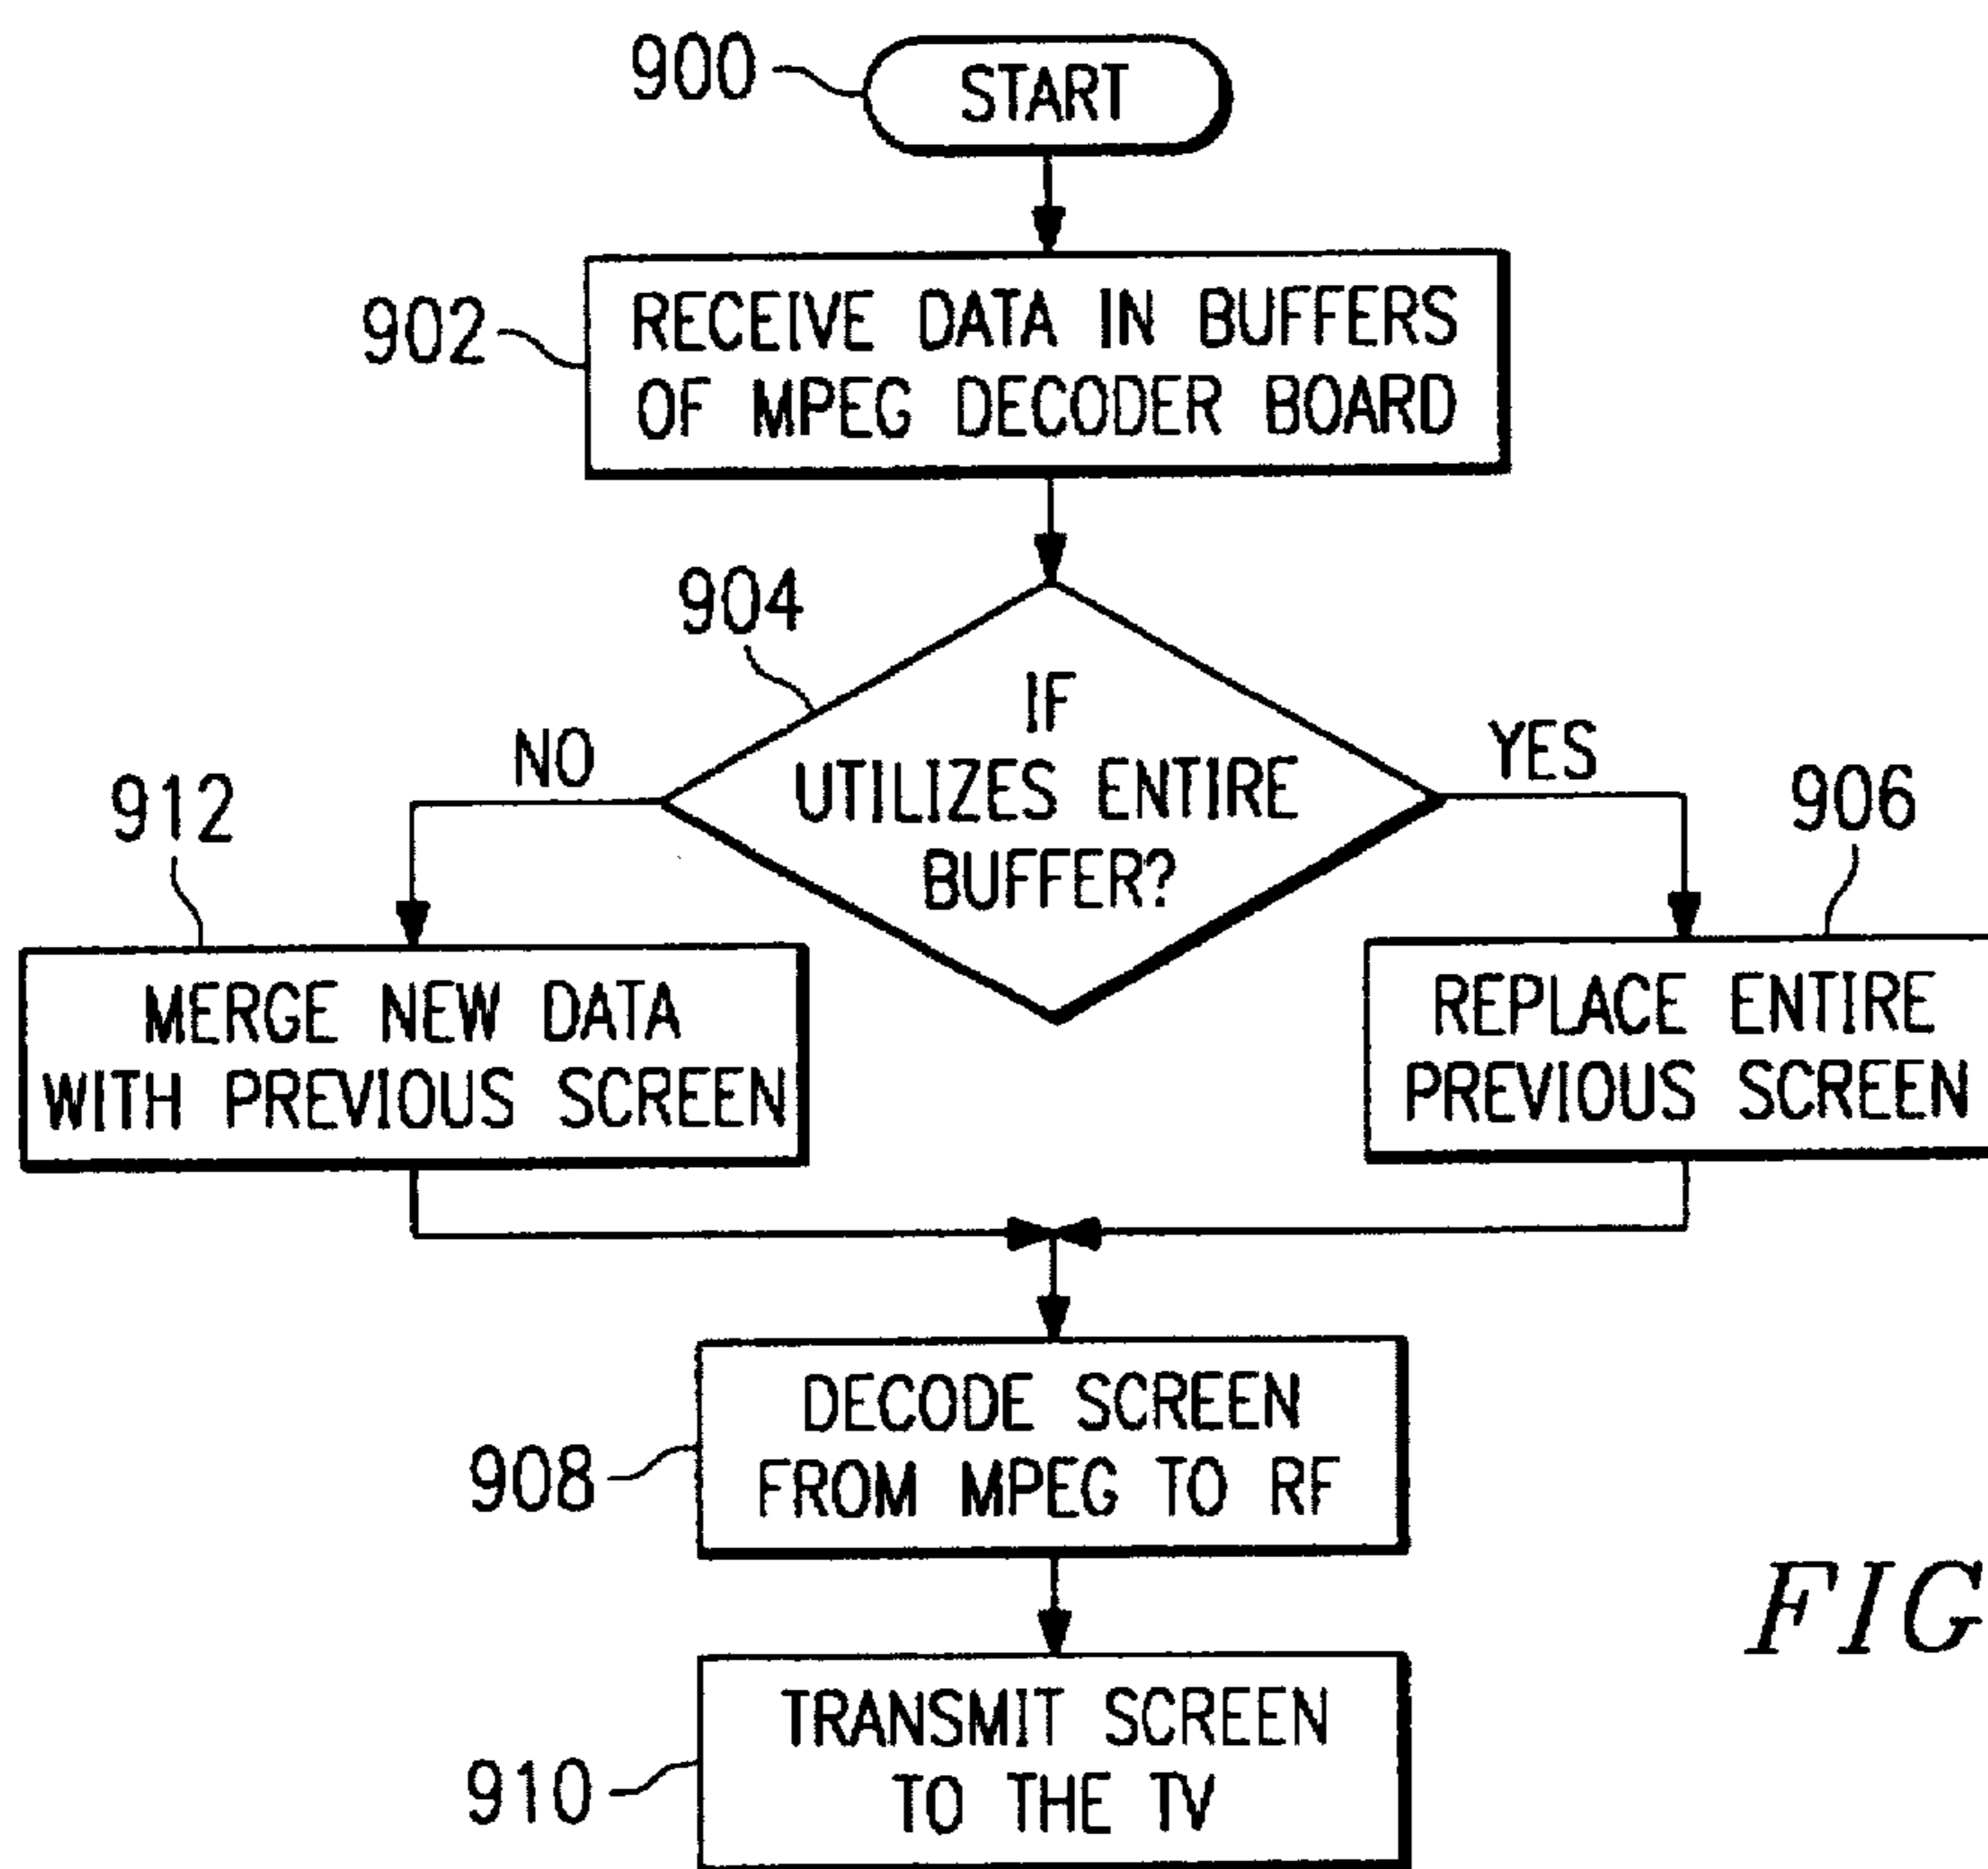 900
START
902
RECEIVE DATA IN BUFFERS
OF MPEG DECODER BOARD
904
IF
UTILIZES ENTIRE
BUFFER?
NO
YES
912
906
MERGE NEW DATA
WITH PREVIOUS SCREEN
REPLACE ENTIRE
PREVIOUS SCREEN
908
DECODE SCREEN
FROM MPEG TO RF
FIG
910
TRANSMIT SCREEN
TO THE TV